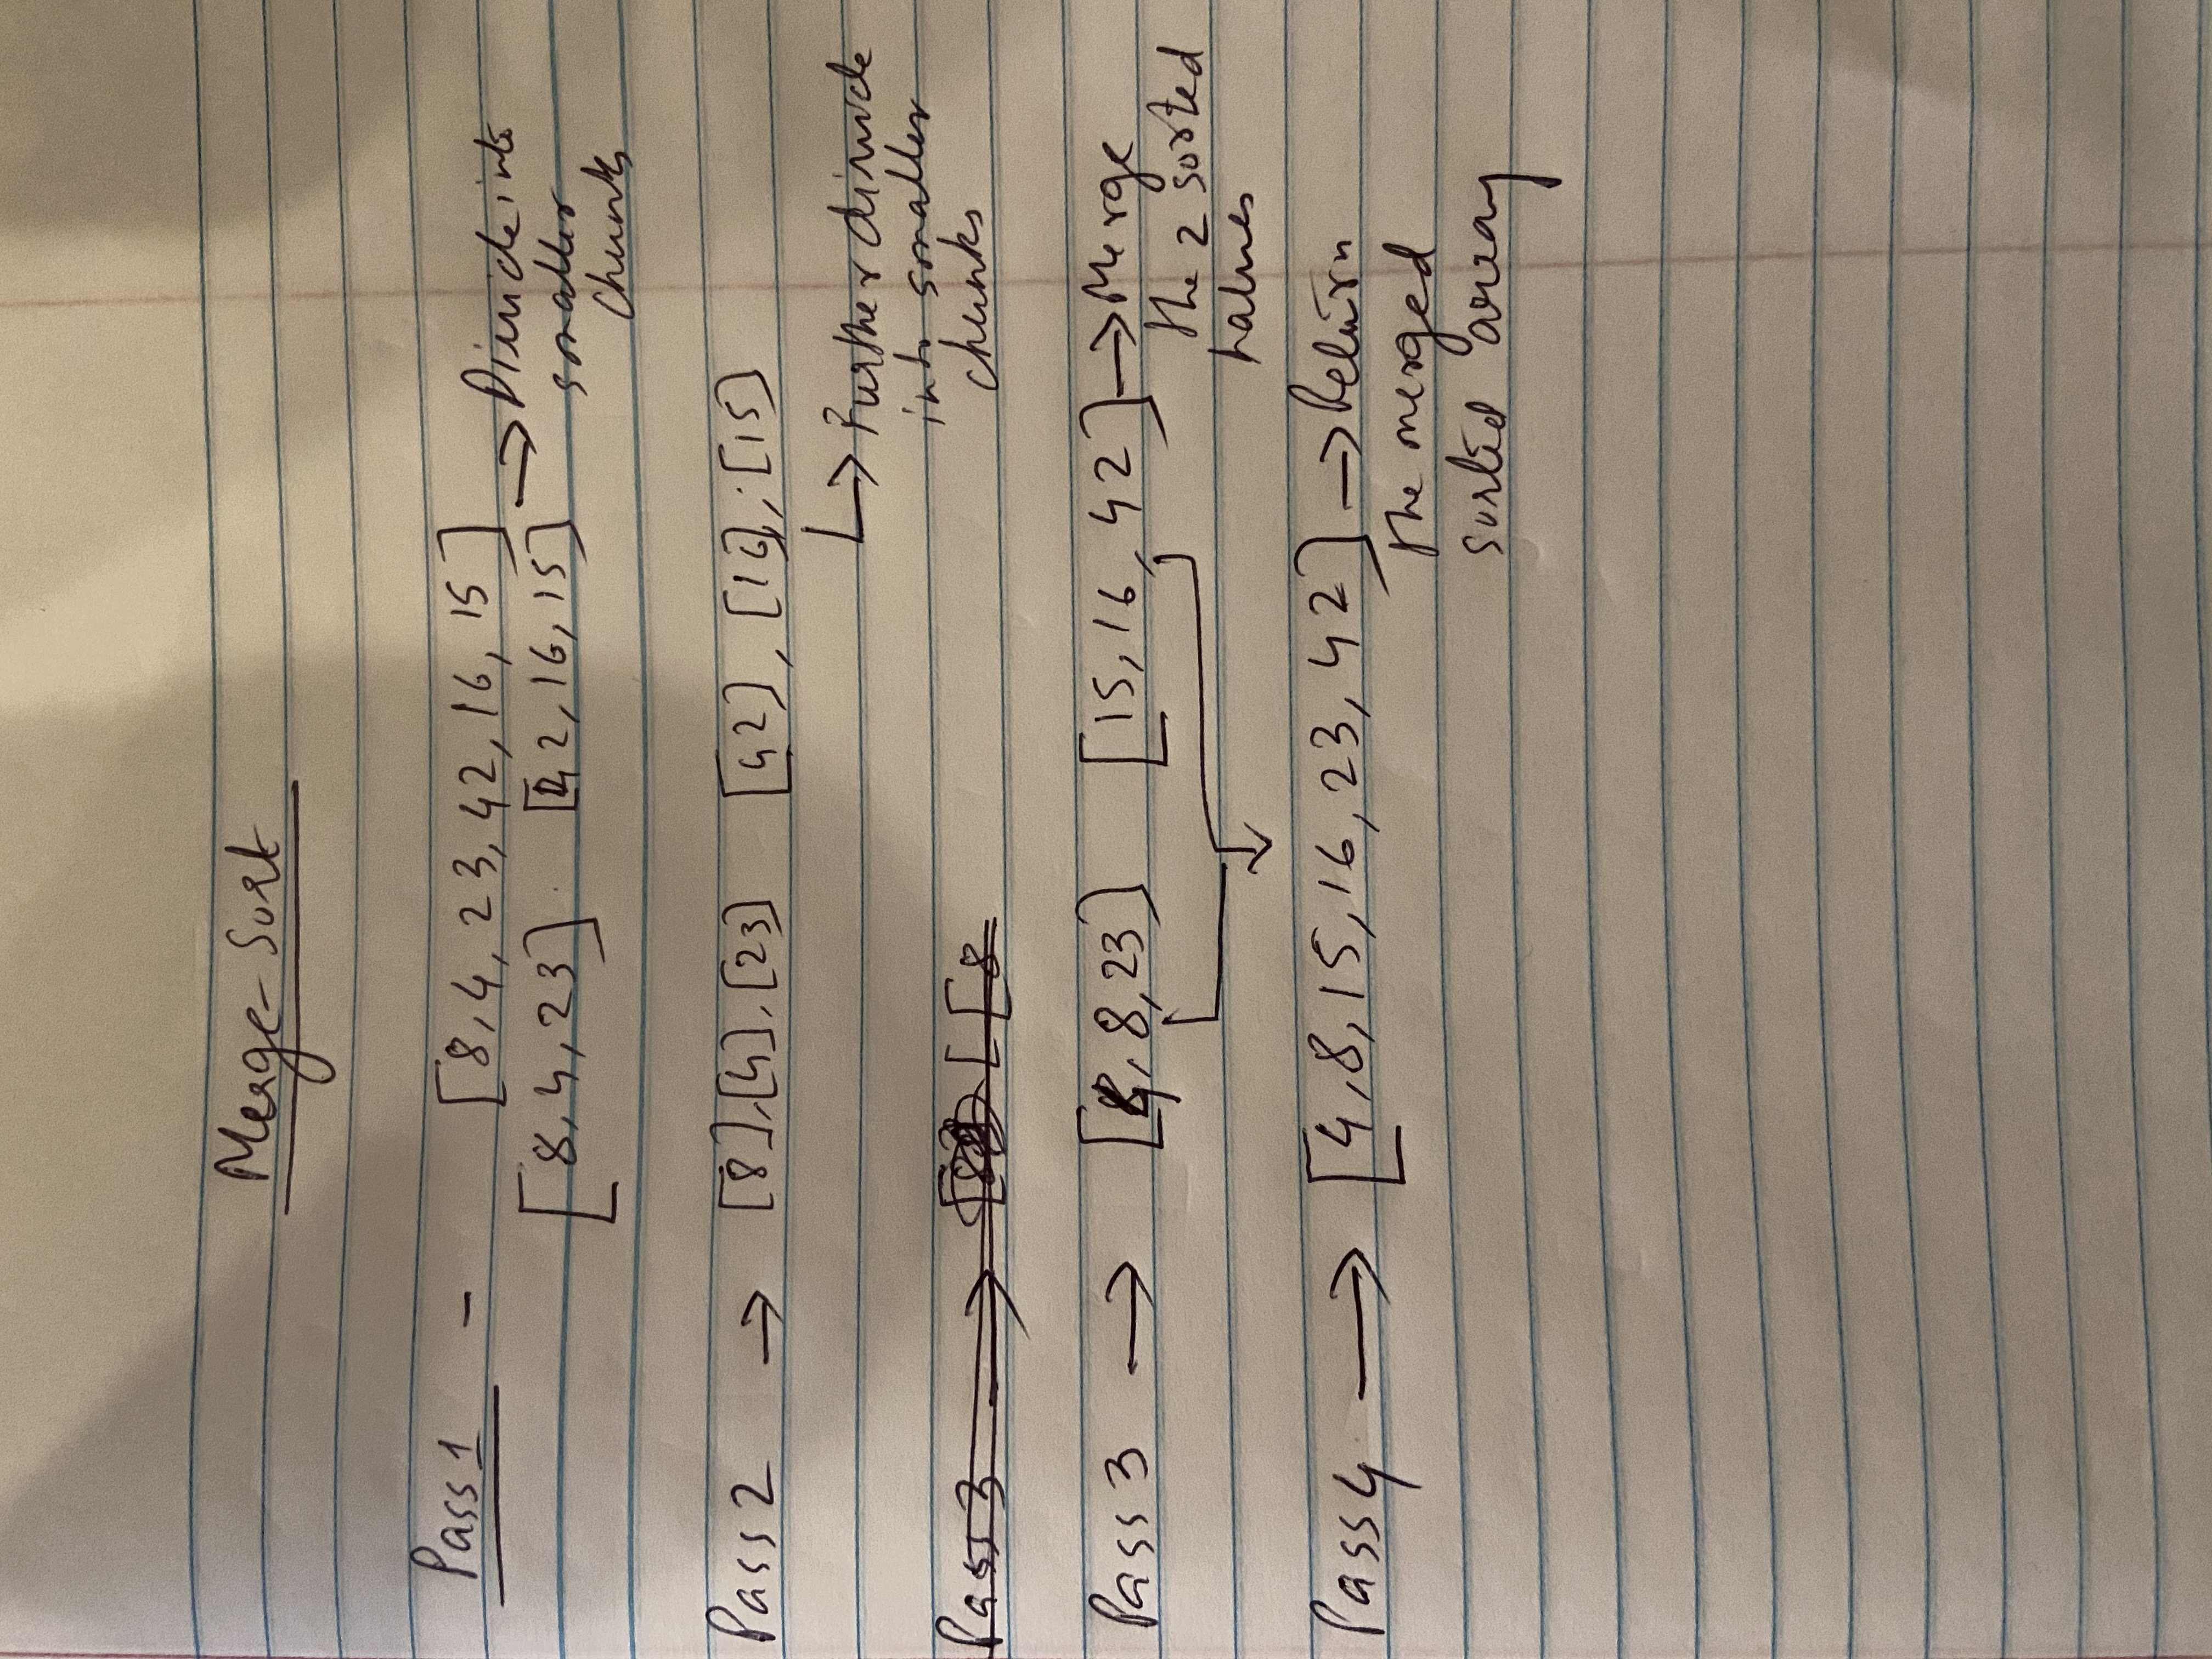 Merge-Sort
Pass 1 - [8, 4, 23, 42, 16, 15]
[8, 4, 23] [42, 16, 15] → Divide into
smaller
chunks
Pass 2 → [8], [4], [23] [42], [16], [15]
↳ Further divide
into smaller
chunks
Pass 3 → [ [8
Pass 3 → [4, 8, 23] [15, 16, 42] → Merge
the 2 sorted
halves
Pass 4 → [4, 8, 15, 16, 23, 42] → Return
the merged
sorted array